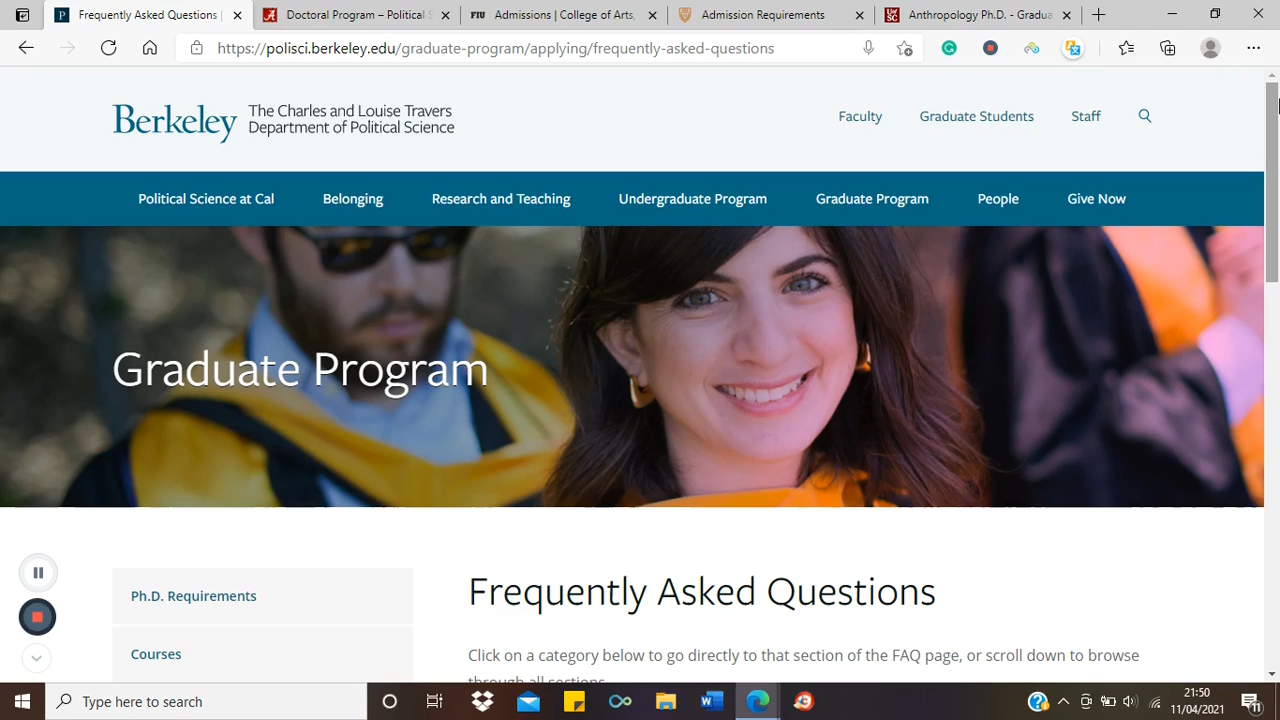 Frequently Asked Questions |
Doctoral Program – Political S
FIU
Admissions | College of Arts,
Admission Requirements
Anthropology Ph.D. - Gradua
https://polisci.berkeley.edu/graduate-program/applying/frequently-asked-questions
Berkeley
The Charles and Louise Travers
Department of Political Science
Faculty
Graduate Students
Staff
Political Science at Cal
Belonging
Research and Teaching
Undergraduate Program
Graduate Program
People
Give Now
Graduate Program
Ph.D. Requirements
Courses
Frequently Asked Questions
Click on a category below to go directly to that section of the FAQ page, or scroll down to browse
through all sections.
Type here to search
21:50
11/04/2021